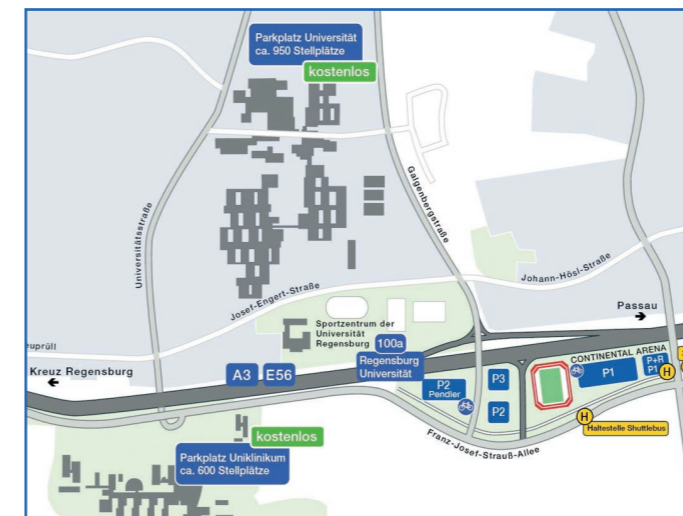 Parkplatz Universität
ca. 950 Stellplätze
kostenlos
Universitätsstraße
Galgenbergstraße
Josef-Engert-Straße
Johann-Hösl-Straße
Sportzentrum der
Universität
Regensburg
Passau
Kreuz Regensburg
A3
E56
100a
Regensburg
Universität
CONTINENTAL ARENA
P2
Pendler
P3
P2
P1
P+R
P1
H
H
Haltestelle Shuttlebus
Franz-Josef-Strauß-Allee
kostenlos
Parkplatz Uniklinikum
ca. 600 Stellplätze